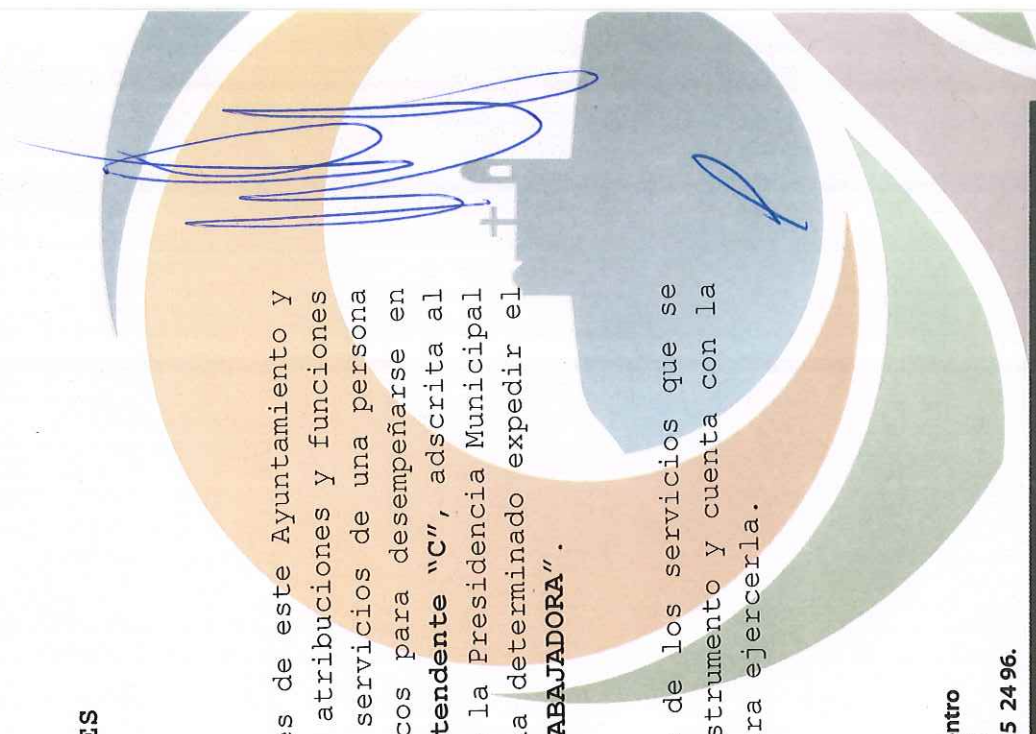 ES
es de este Ayuntamiento y
atribuciones y funciones
servicios de una persona
cos para desempeñarse en
tendente "C", adscrita al
la Presidencia Municipal
a determinado expedir el
ABAJADORA".
de los servicios que se
strumento y cuenta con la
ra ejercerla.
ntro
5 24 96.